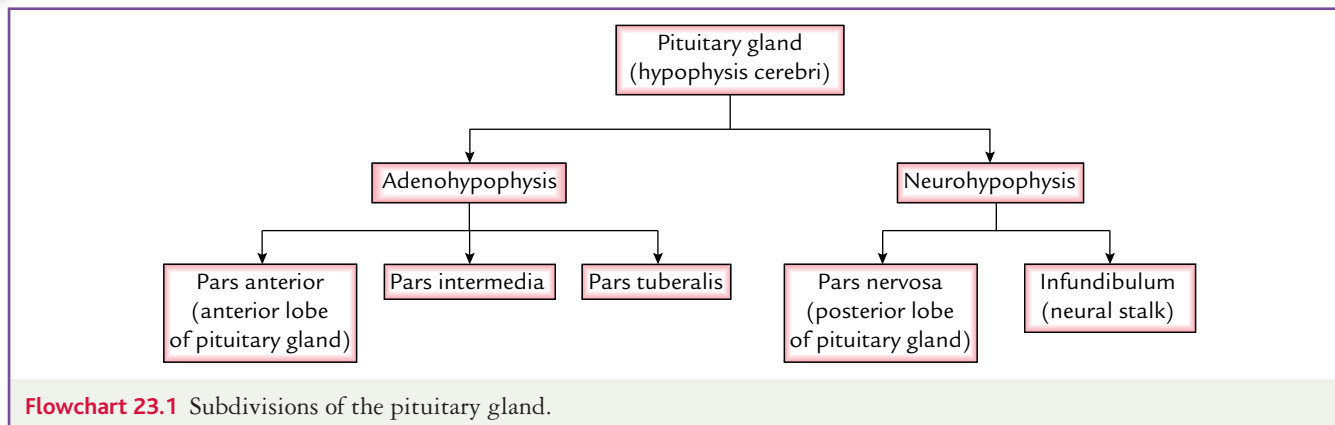 Pituitary gland
(hypophysis cerebri)
Adenohypophysis
Neurohypophysis
Pars anterior
(anterior lobe
of pituitary gland)
Pars intermedia
Pars tuberalis
Pars nervosa
(posterior lobe
of pituitary gland)
Infundibulum
(neural stalk)
Flowchart 23.1 Subdivisions of the pituitary gland.